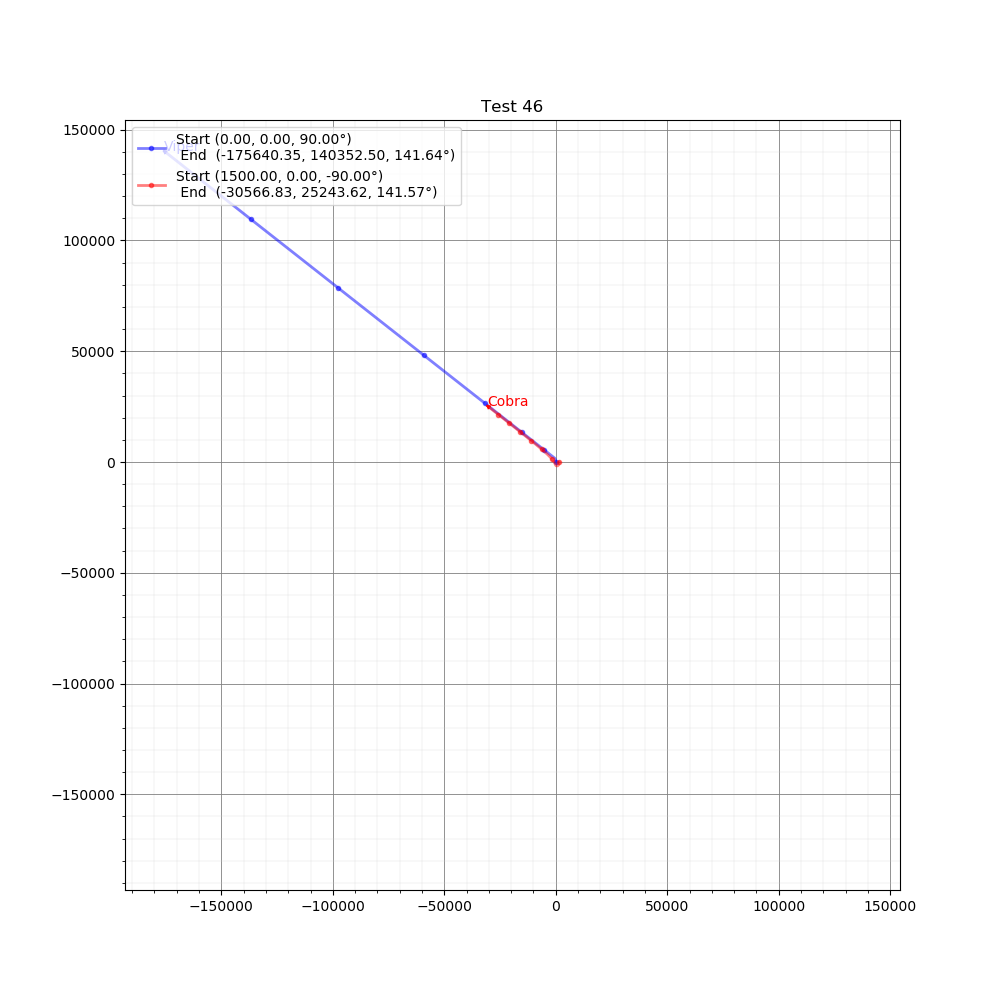 Test 46
Start (0.00, 0.00, 90.00°)
End  (-175640.35, 140352.50, 141.64°)
Start (1500.00, 0.00, -90.00°)
End  (-30566.83, 25243.62, 141.57°)
Viper
Cobra
150000
100000
50000
0
−50000
−100000
−150000
−150000 −100000 −50000 0 50000 100000 150000